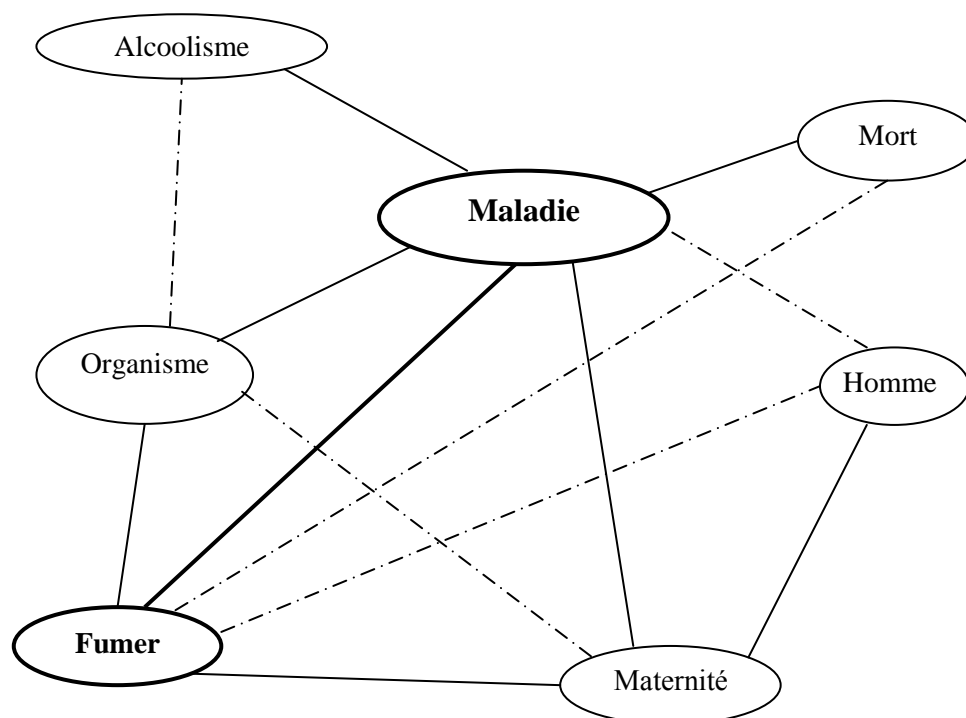 Alcoolisme
Mort
Maladie
Organisme
Homme
Fumer
Maternité